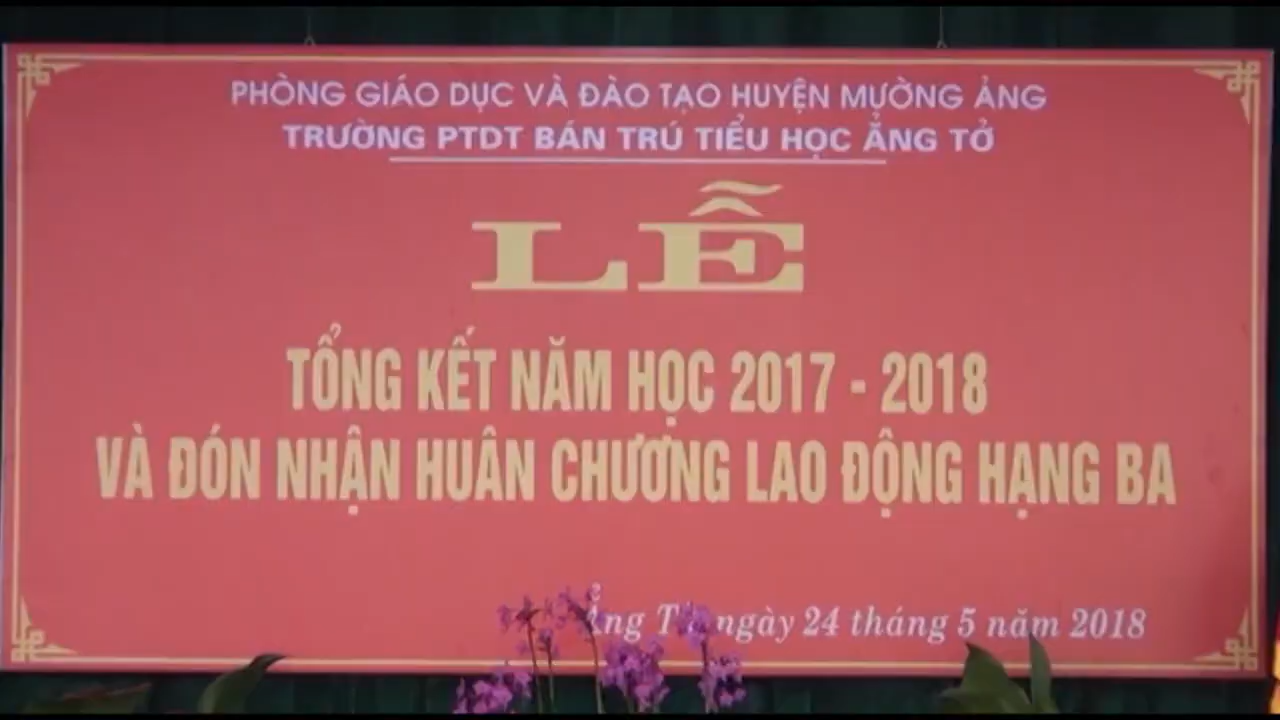 PHÒNG GIÁO DỤC VÀ ĐÀO TẠO HUYỆN MƯỜNG ẢNG
TRƯỜNG PTDT BÁN TRÚ TIỂU HỌC ẲNG TỞ
LỄ
TỔNG KẾT NĂM HỌC 2017 - 2018
VÀ ĐÓN NHẬN HUÂN CHƯƠNG LAO ĐỘNG HẠNG BA
ngày 24 tháng 5 năm 2018